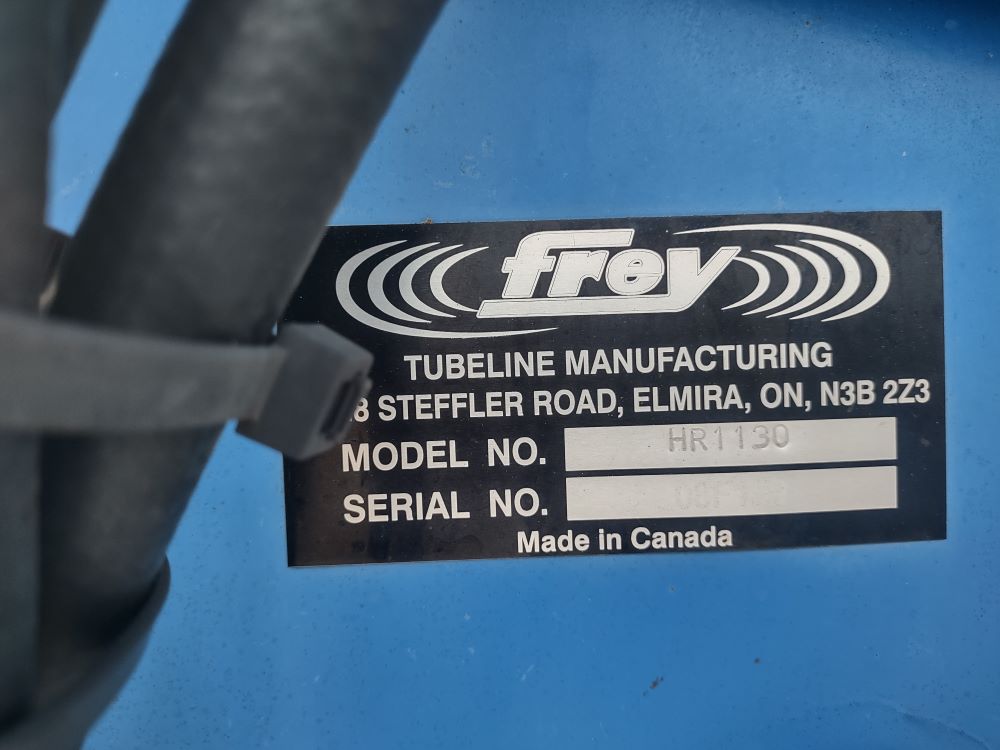 frey
TUBELINE MANUFACTURING
8 STEFFLER ROAD, ELMIRA, ON, N3B 2Z3
MODEL NO. HR1130
SERIAL NO.
Made in Canada